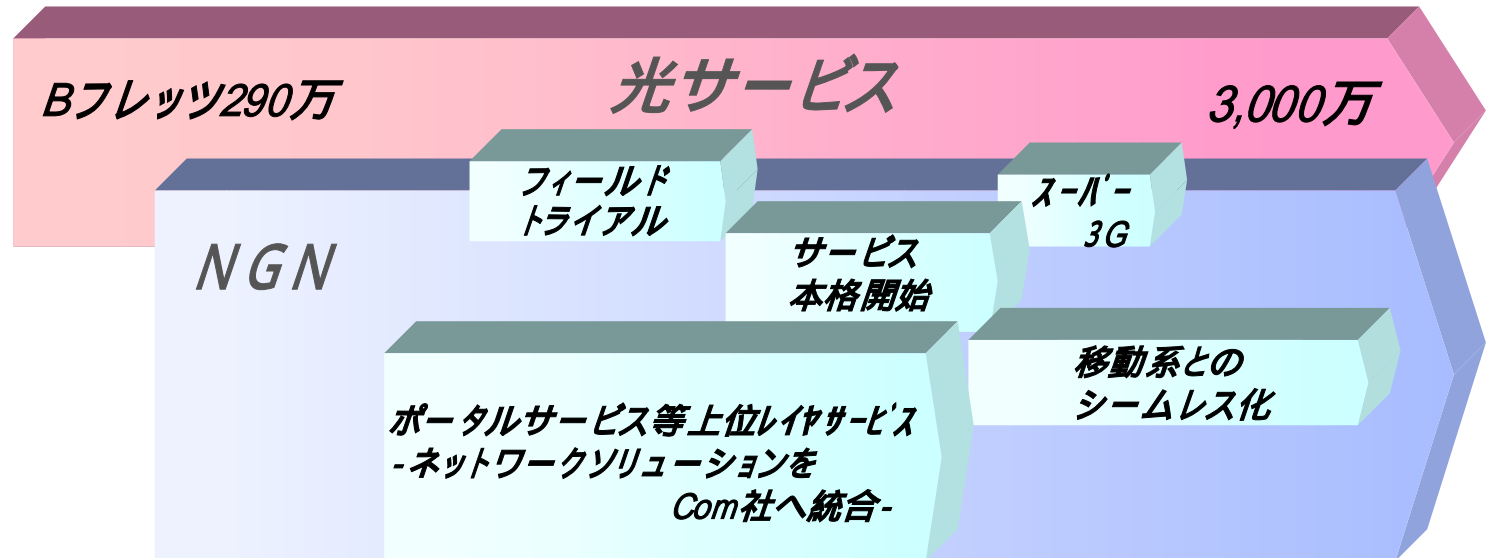 Bフレッツ290万
光サービス
3,000万
フィールド
トライアル
スーパー
3G
NGN
サービス
本格開始
移動系との
シームレス化
ポータルサービス等上位ﾚｲﾔｻｰﾋﾞｽ
-ネットワークソリューションを
Com社へ統合-